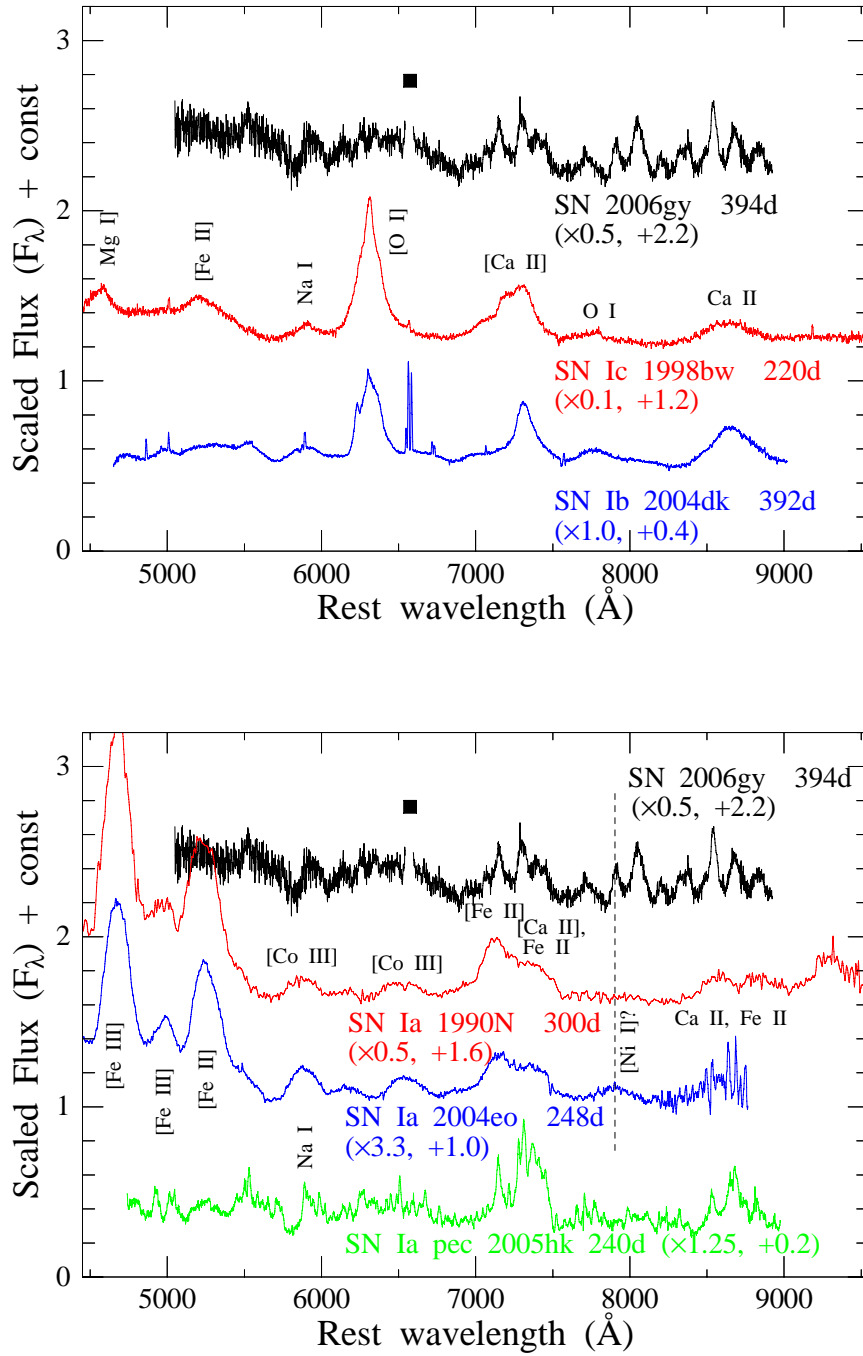 3
2
1
0
Scaled Flux (Fλ) + const
SN 2006gy 394d
(×0.5, +2.2)
Mg I]
[Fe II]
Na I
[O I]
[Ca II]
O I
Ca II
SN Ic 1998bw 220d
(×0.1, +1.2)
SN Ib 2004dk 392d
(×1.0, +0.4)
5000 6000 7000 8000 9000
Rest wavelength (Å)
3
2
1
0
Scaled Flux (Fλ) + const
SN 2006gy 394d
(×0.5, +2.2)
[Fe II]
[Ca II],
Fe II
[Co III]
[Co III]
SN Ia 1990N 300d
(×0.5, +1.6)
[Ni I]?
Ca II, Fe II
[Fe III]
[Fe III]
[Fe II]
SN Ia 2004eo 248d
(×3.3, +1.0)
Na I
SN Ia pec 2005hk 240d (×1.25, +0.2)
5000 6000 7000 8000 9000
Rest wavelength (Å)